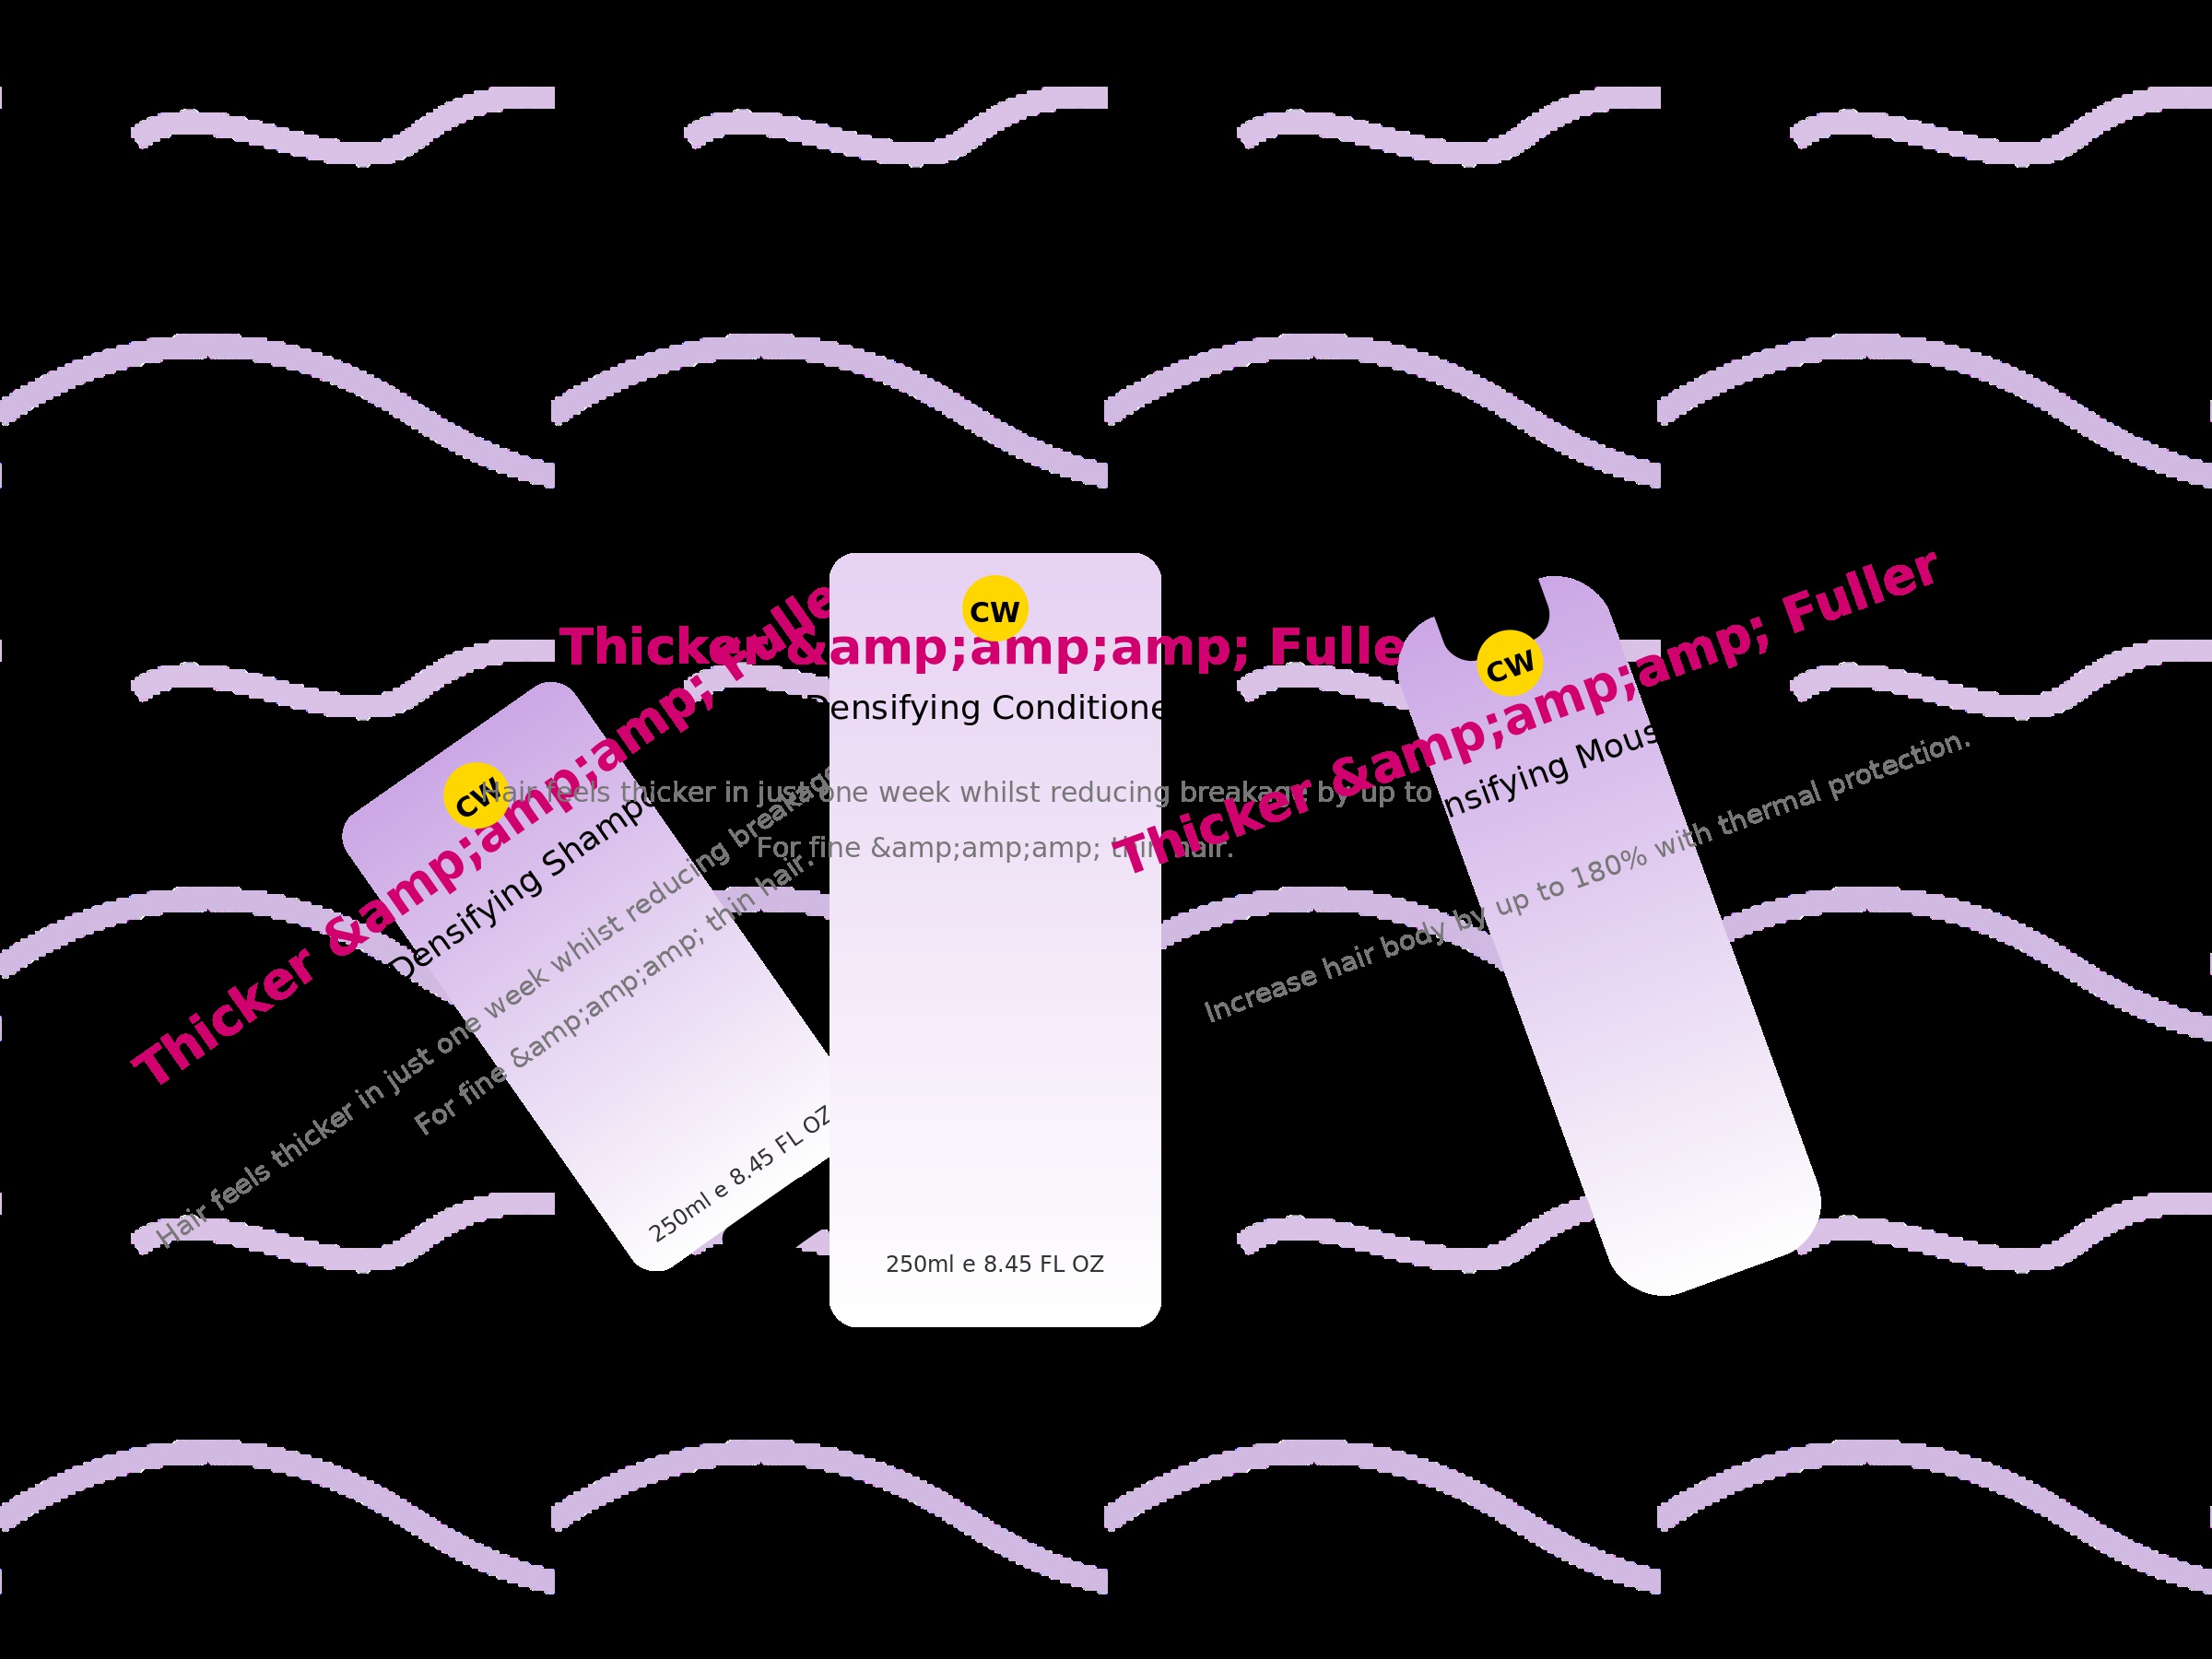 CW
Thicker &amp;amp;amp; Fulle
Densifying Shampo
Hair feels thicker in just one week whilst reducing breakage
For fine &amp;amp;amp; thin hair.
250ml e 8.45 FL OZ
CW
Thicker &amp;amp;amp; Fuller
Densifying Conditione
Hair feels thicker in just one week whilst reducing breakage by up to
For fine &amp;amp;amp; thin hair.
250ml e 8.45 FL OZ
CW
Thicker &amp;amp;amp; Fuller
nsifying Mous
Increase hair body by up to 180% with thermal protection.